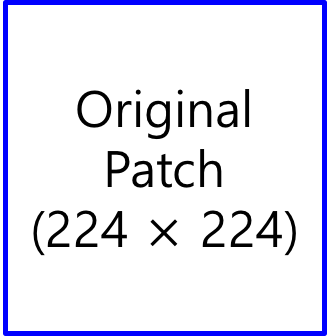 Original
Patch
(224 × 224)